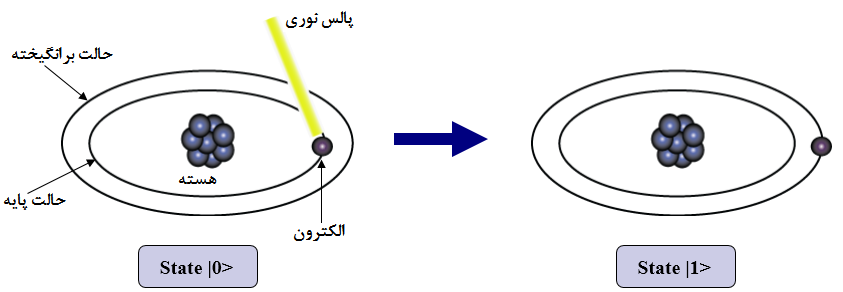 پالس نوری
حالت برانگیخته
هسته
حالت پایه
الکترون
State |0>
State |1>